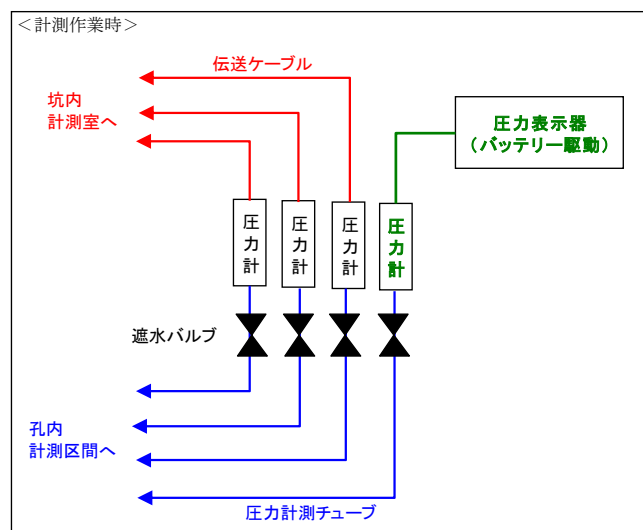 ＜計測作業時＞
伝送ケーブル
坑内
計測室へ
圧力表示器
（バッテリー駆動）
圧力計
圧力計
圧力計
圧力計
遮水バルブ
孔内
計測区間へ
圧力計測チューブ